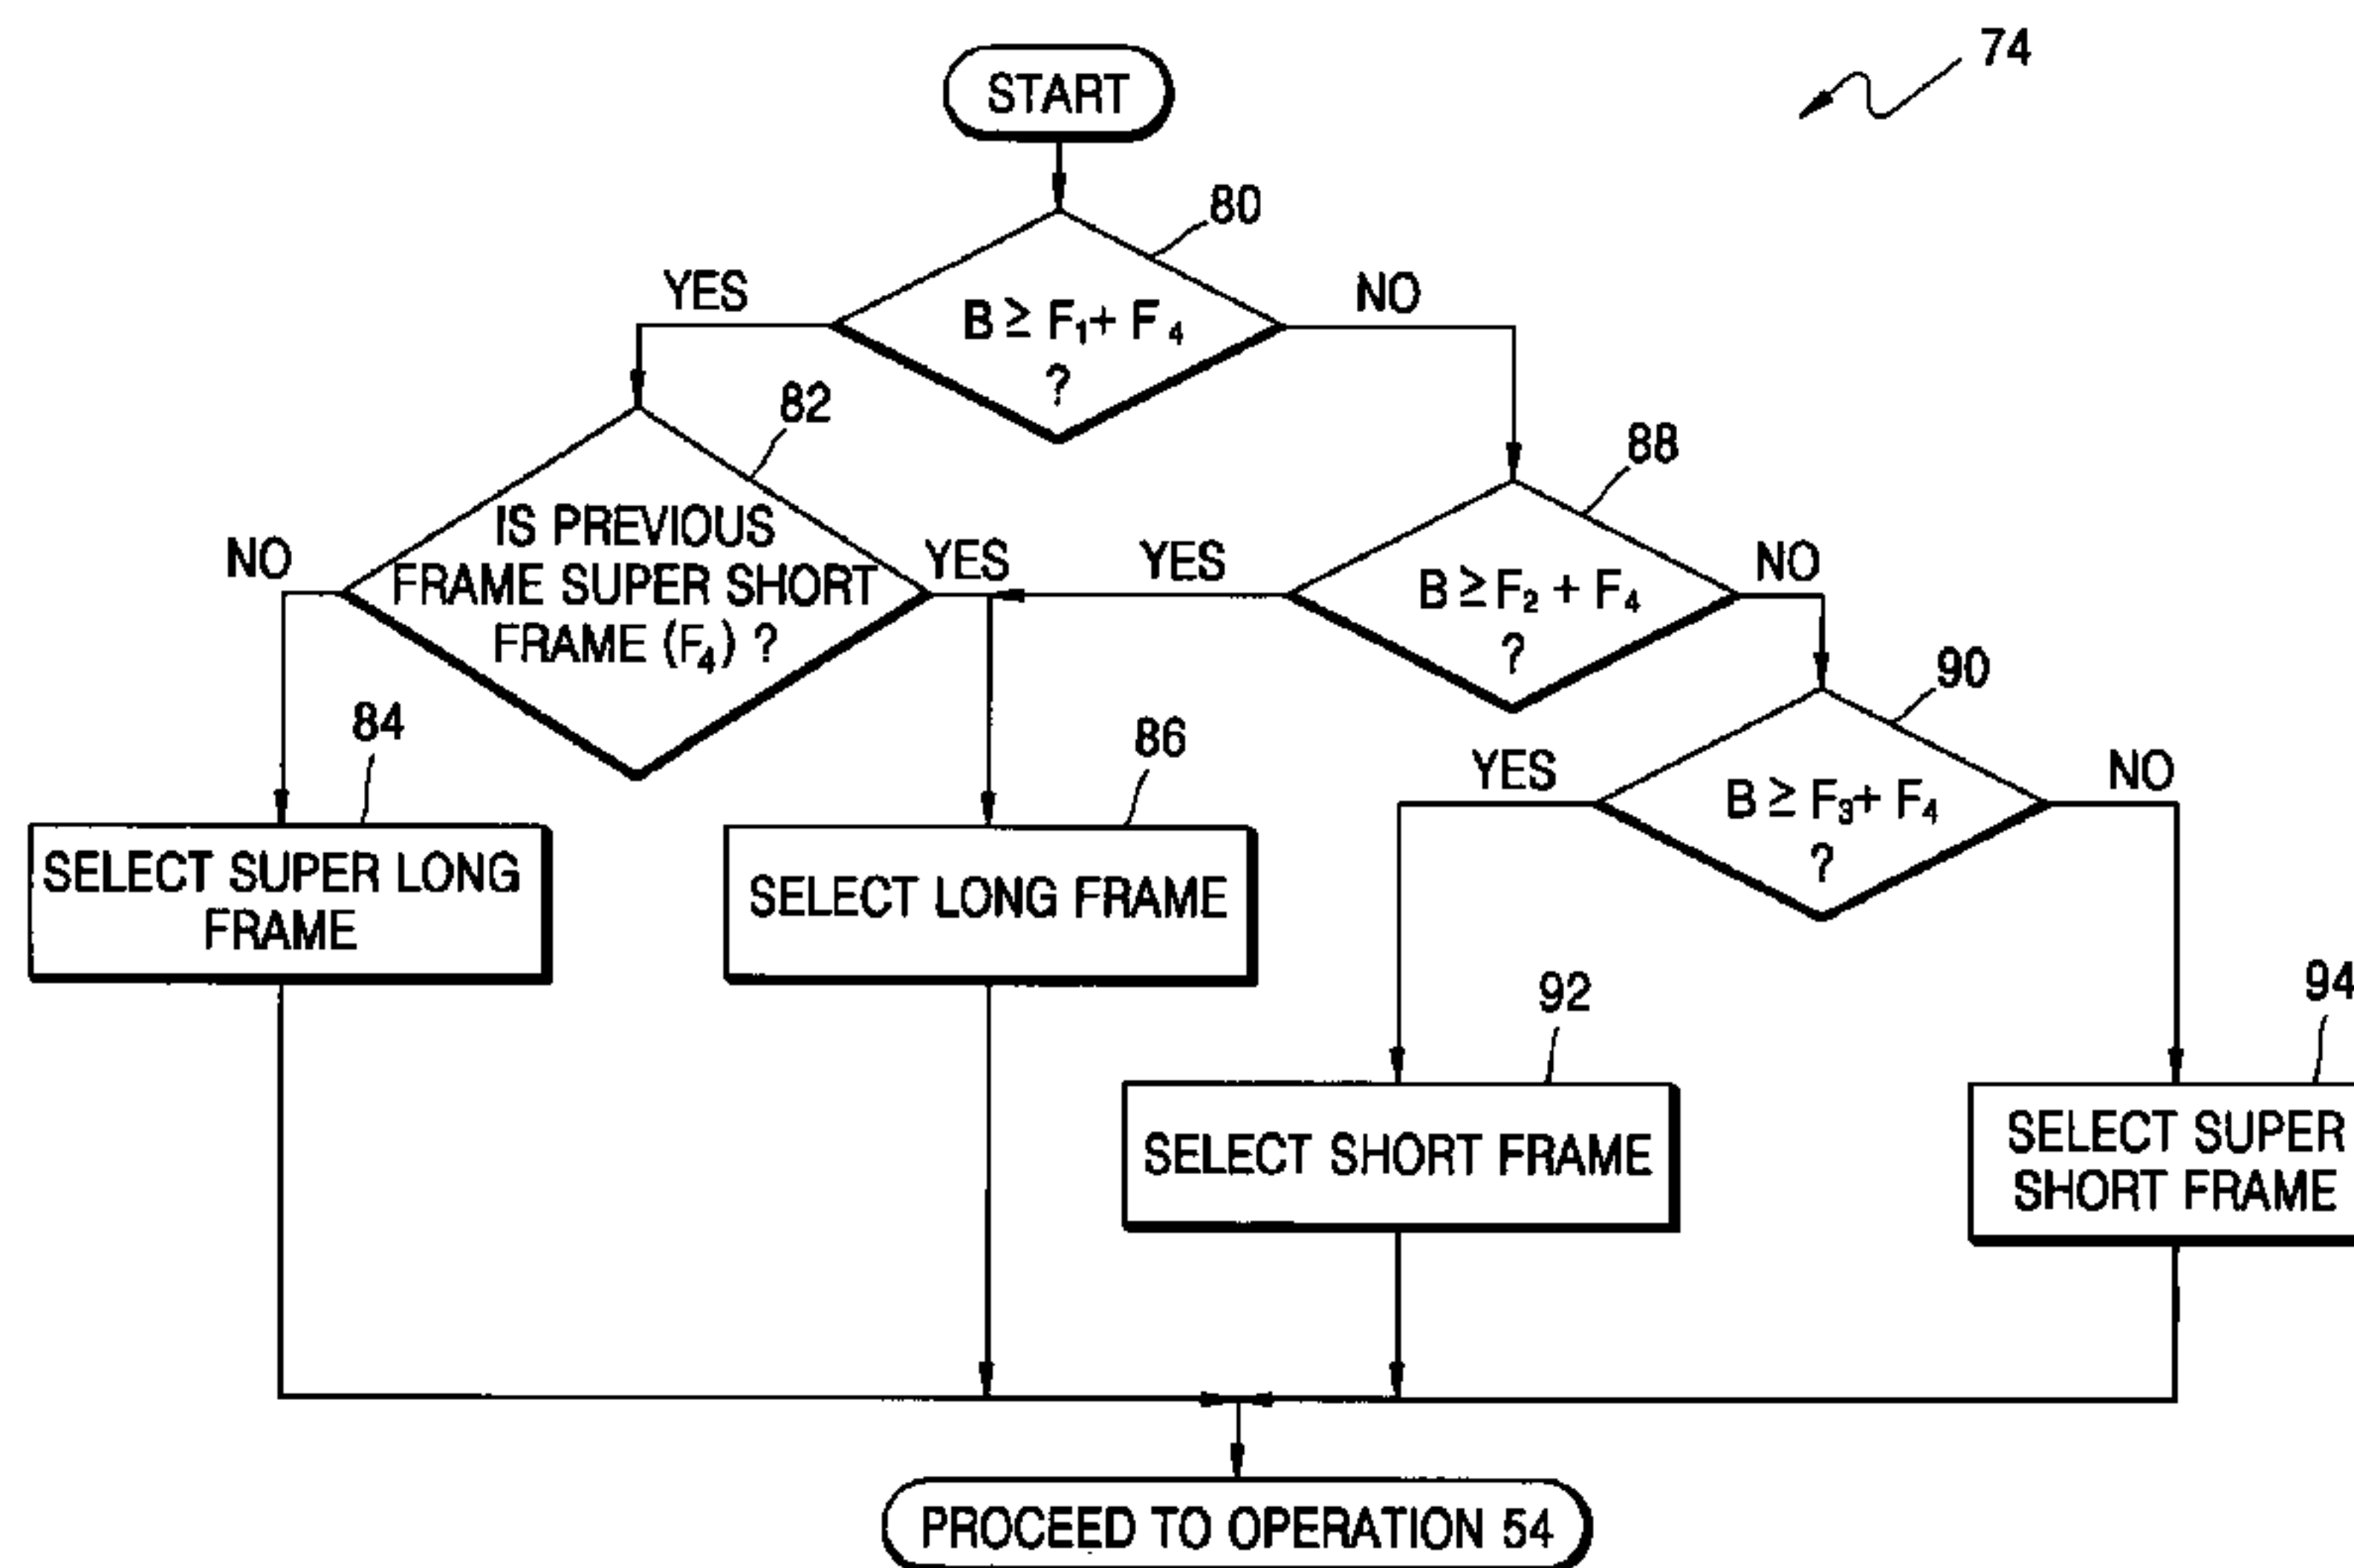 74
START
80
YES
NO
B ≥ F₁ + F₄
?
82
88
IS PREVIOUS
FRAME SUPER SHORT
FRAME (F₄) ?
NO
YES
YES
B ≥ F₂ + F₄
?
NO
90
84
86
YES
B ≥ F₃ + F₄
?
NO
SELECT SUPER LONG
FRAME
SELECT LONG FRAME
92
94
SELECT SHORT FRAME
SELECT SUPER
SHORT FRAME
PROCEED TO OPERATION 54